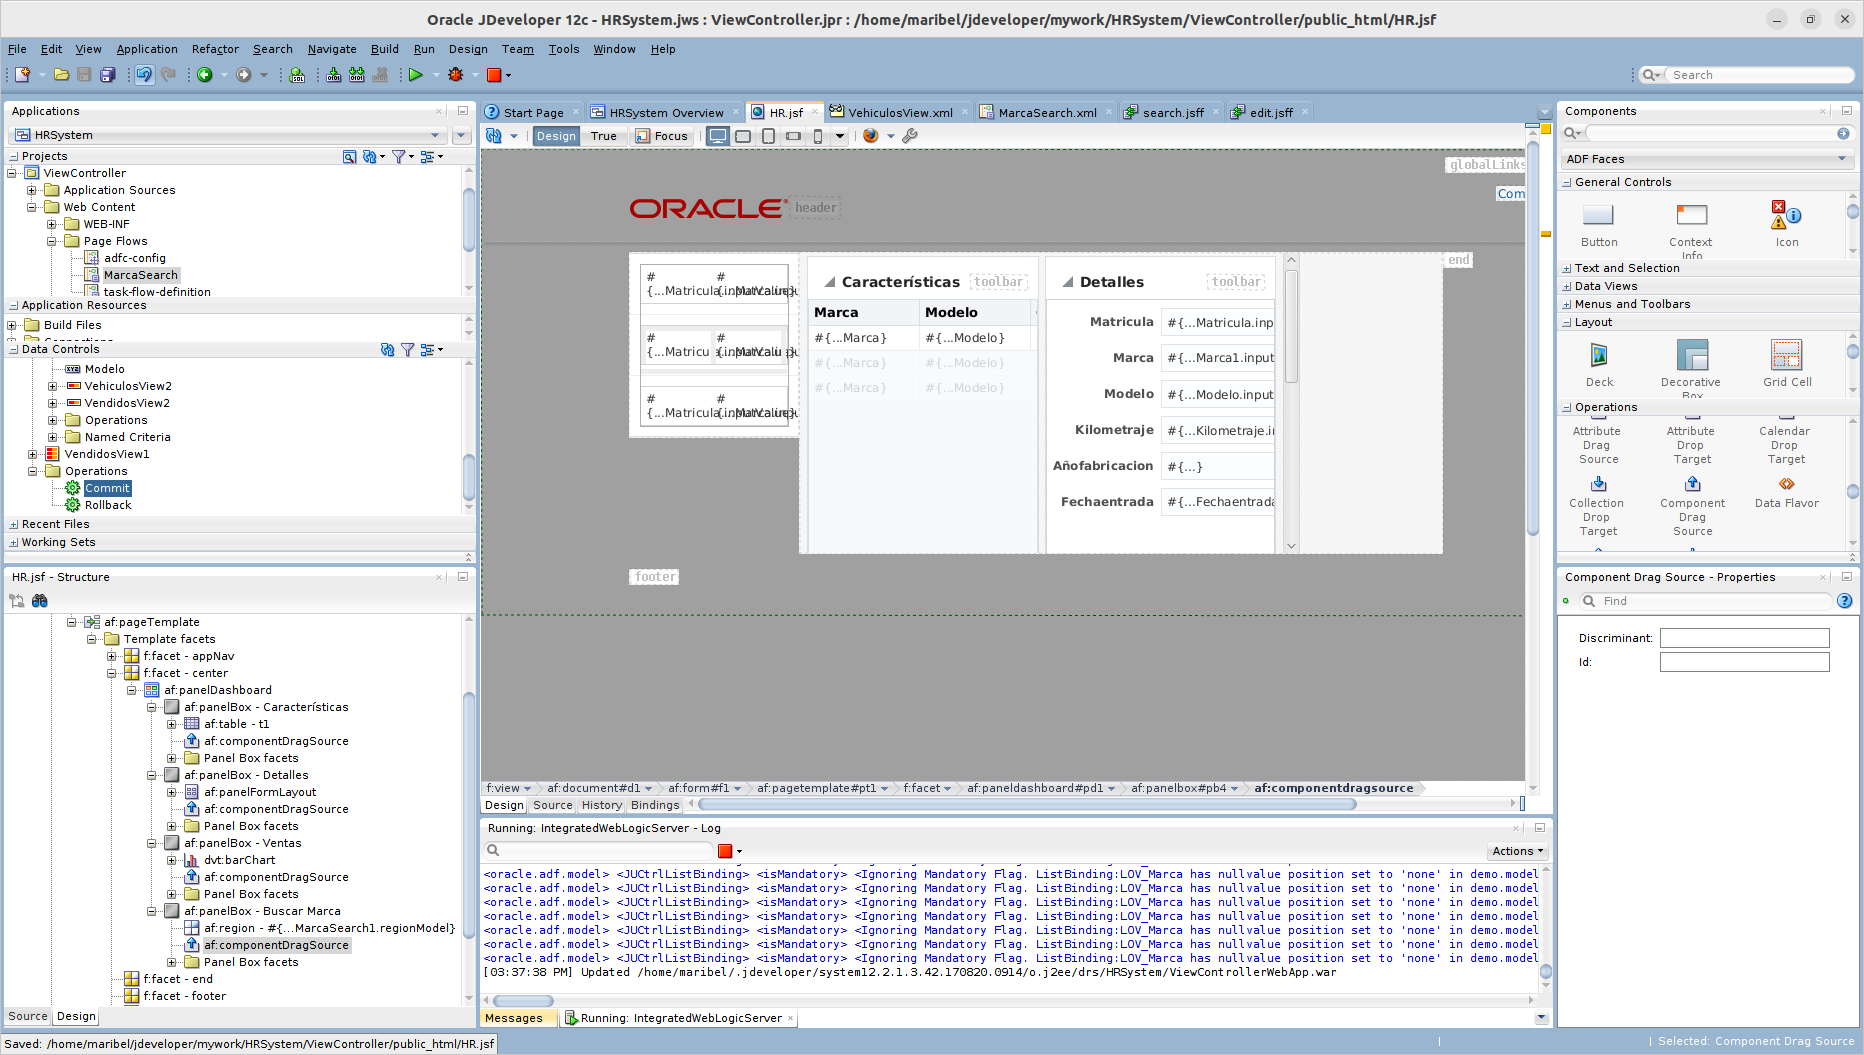 Oracle JDeveloper 12c - HRSystem.jws : ViewController.jpr : /home/maribel/jdeveloper/mywork/HRSystem/ViewController/public_html/HR.jsf
File Edit View Application Refactor Search Navigate Build Run Design Team Tools Window Help
Search
Applications
HRSystem
Projects
ViewController
Application Sources
Web Content
WEB-INF
Page Flows
adfc-config
MarcaSearch
task-flow-definition
Application Resources
Build Files
Data Controls
Modelo
VehiculosView2
VendidosView2
Operations
Named Criteria
VendidosView1
Operations
Commit
Rollback
Recent Files
Working Sets
HR.jsf - Structure
af:pageTemplate
Template facets
f:facet - appNav
f:facet - center
af:panelDashboard
af:panelBox - Características
af:table - t1
af:componentDragSource
Panel Box facets
af:panelBox - Detalles
af:panelFormLayout
af:componentDragSource
Panel Box facets
af:panelBox - Ventas
dvt:barChart
af:componentDragSource
Panel Box facets
af:panelBox - Buscar Marca
af:region - #{...MarcaSearch1.regionModel}
af:componentDragSource
Panel Box facets
f:facet - end
f:facet - footer
Source Design
Saved: /home/maribel/jdeveloper/mywork/HRSystem/ViewController/public_html/HR.jsf
Start Page HRSystem Overview HR.jsf VehiculosView.xml MarcaSearch.xml search.jsff edit.jsff
Design True Focus
globalLinks
Com
ORACLE header
end
Características toolbar
Marca Modelo
#{...Marca} #{...Modelo}
#{...Marca} #{...Modelo}
#{...Marca} #{...Modelo}
Detalles toolbar
Matricula #{...Matricula.inp
Marca #{...Marca1.input
Modelo #{...Modelo.input
Kilometraje #{...Kilometraje.i
Añofabricacion #{...}
Fechaentrada #{...Fechaentrada
footer
f:view af:document#d1 af:form#f1 af:pagetemplate#pt1 f:facet af:paneldashboard#pd1 af:panelbox#pb4 af:componentdragsource
Design Source History Bindings
Running: IntegratedWebLogicServer - Log
Actions
<oracle.adf.model> <JUCtrlListBinding> <isMandatory> <Ignoring Mandatory Flag. ListBinding:LOV_Marca has nullvalue position set to 'none' in demo.model
<oracle.adf.model> <JUCtrlListBinding> <isMandatory> <Ignoring Mandatory Flag. ListBinding:LOV_Marca has nullvalue position set to 'none' in demo.model
<oracle.adf.model> <JUCtrlListBinding> <isMandatory> <Ignoring Mandatory Flag. ListBinding:LOV_Marca has nullvalue position set to 'none' in demo.model
<oracle.adf.model> <JUCtrlListBinding> <isMandatory> <Ignoring Mandatory Flag. ListBinding:LOV_Marca has nullvalue position set to 'none' in demo.model
<oracle.adf.model> <JUCtrlListBinding> <isMandatory> <Ignoring Mandatory Flag. ListBinding:LOV_Marca has nullvalue position set to 'none' in demo.model
<oracle.adf.model> <JUCtrlListBinding> <isMandatory> <Ignoring Mandatory Flag. ListBinding:LOV_Marca has nullvalue position set to 'none' in demo.model
<oracle.adf.model> <JUCtrlListBinding> <isMandatory> <Ignoring Mandatory Flag. ListBinding:LOV_Marca has nullvalue position set to 'none' in demo.model
[03:37:38 PM] Updated /home/maribel/.jdeveloper/system12.2.1.3.42.170820.0914/o.j2ee/drs/HRSystem/ViewControllerWebApp.war
Messages Running: IntegratedWebLogicServer
Components
ADF Faces
General Controls
Button Context Info Icon
Text and Selection
Data Views
Menus and Toolbars
Layout
Deck Decorative Box Grid Cell
Operations
Attribute Drag Source
Attribute Drop Target
Calendar Drop Target
Collection Drop Target
Component Drag Source
Data Flavor
Component Drag Source - Properties
Find
Discriminant:
Id:
Selected: Component Drag Source